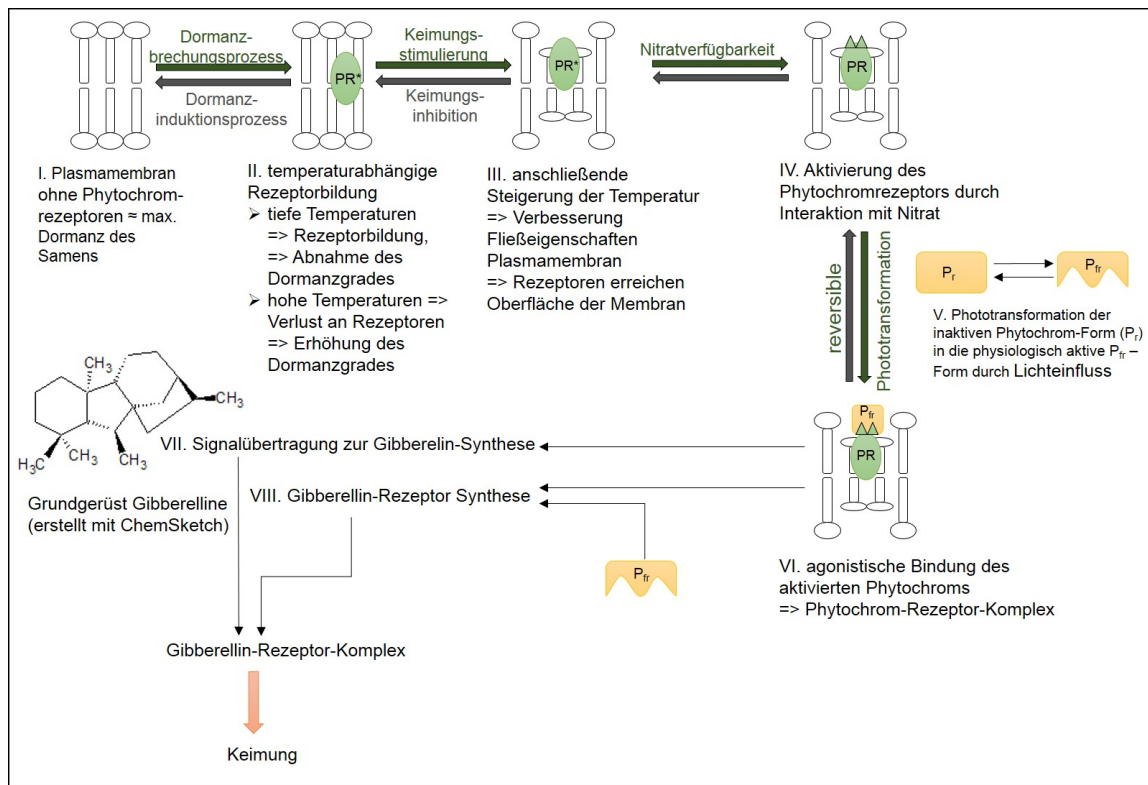 Dormanz-
brechungsprozess
Dormanz-
induktionsprozess
Keimungs-
stimulierung
Keimungs-
inhibition
Nitratverfügbarkeit
PR*
PR*
PR
I. Plasmamembran
ohne Phytochrom-
rezeptoren ≈ max.
Dormanz des
Samens
II. temperaturabhängige
Rezeptorbildung
➢ tiefe Temperaturen
=> Rezeptorbildung,
=> Abnahme des
Dormanzgrades
➢ hohe Temperaturen =>
Verlust an Rezeptoren
=> Erhöhung des
Dormanzgrades
III. anschließende
Steigerung der Temperatur
=> Verbesserung
Fließeigenschaften
Plasmamembran
=> Rezeptoren erreichen
Oberfläche der Membran
IV. Aktivierung des
Phytochromrezeptors durch
Interaktion mit Nitrat
reversible
Phototransformation
Pr
Pfr
V. Phototransformation der
inaktiven Phytochrom-Form (Pr)
in die physiologisch aktive Pfr –
Form durch Lichteinfluss
CH3
CH3
H3C
CH3
CH3
Grundgerüst Gibberelline
(erstellt mit ChemSketch)
VII. Signalübertragung zur Gibberelin-Synthese
VIII. Gibberellin-Rezeptor Synthese
Pfr
Pfr
PR
VI. agonistische Bindung des
aktivierten Phytochroms
=> Phytochrom-Rezeptor-Komplex
Gibberellin-Rezeptor-Komplex
Keimung